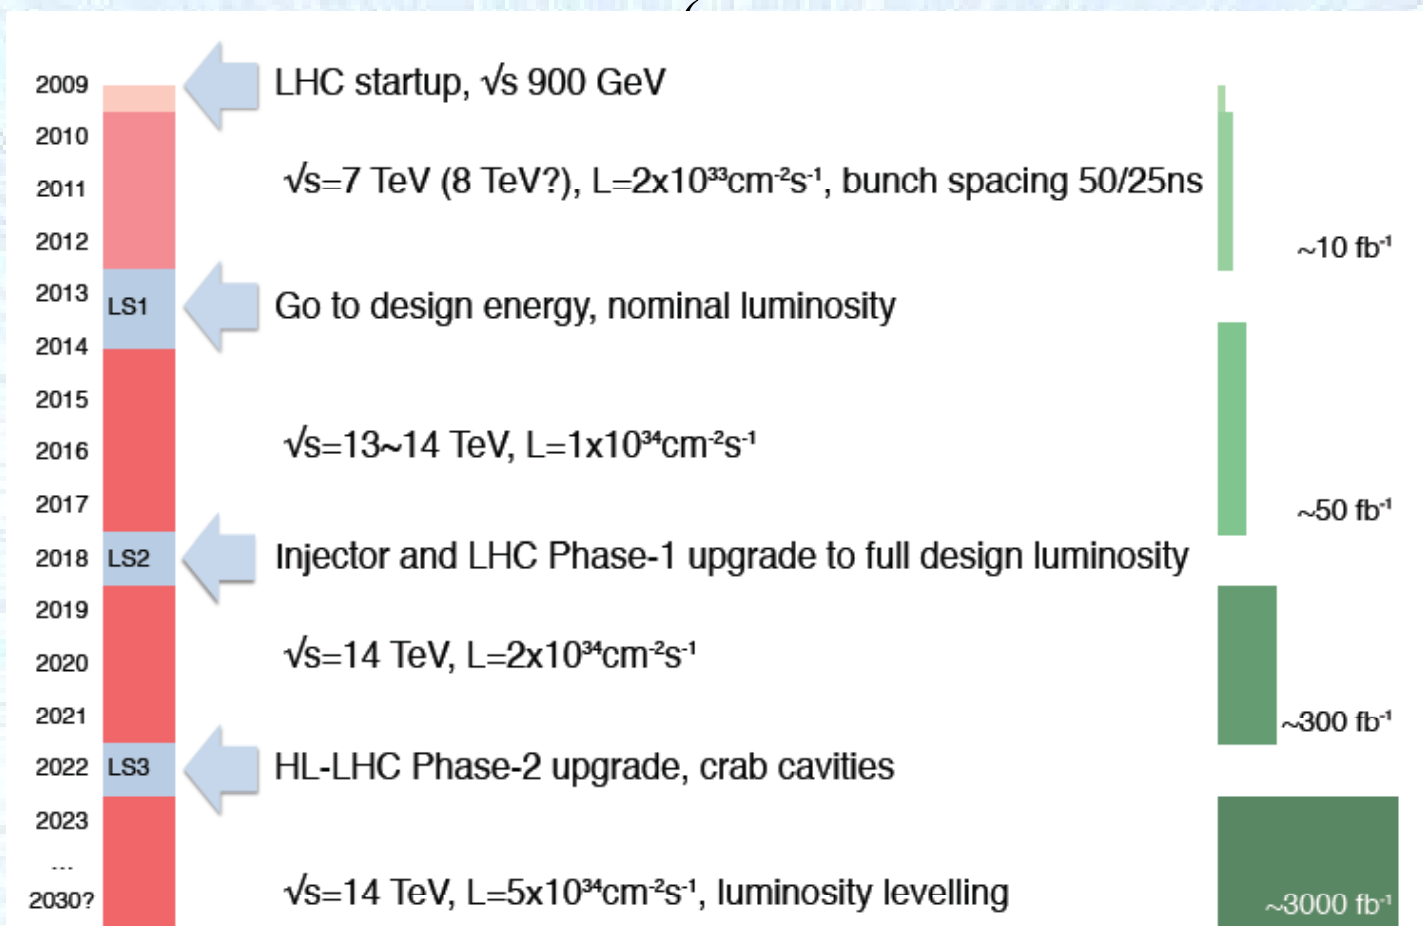 2009
LHC startup, √s 900 GeV
2010
2011
√s=7 TeV (8 TeV?), L=2x10³³cm⁻²s⁻¹, bunch spacing 50/25ns
2012
~10 fb⁻¹
2013
LS1
Go to design energy, nominal luminosity
2014
2015
2016
√s=13~14 TeV, L=1x10³⁴cm⁻²s⁻¹
2017
~50 fb⁻¹
2018
LS2
Injector and LHC Phase-1 upgrade to full design luminosity
2019
2020
√s=14 TeV, L=2x10³⁴cm⁻²s⁻¹
2021
~300 fb⁻¹
2022
LS3
HL-LHC Phase-2 upgrade, crab cavities
2023
...
2030?
√s=14 TeV, L=5x10³⁴cm⁻²s⁻¹, luminosity levelling
~3000 fb⁻¹